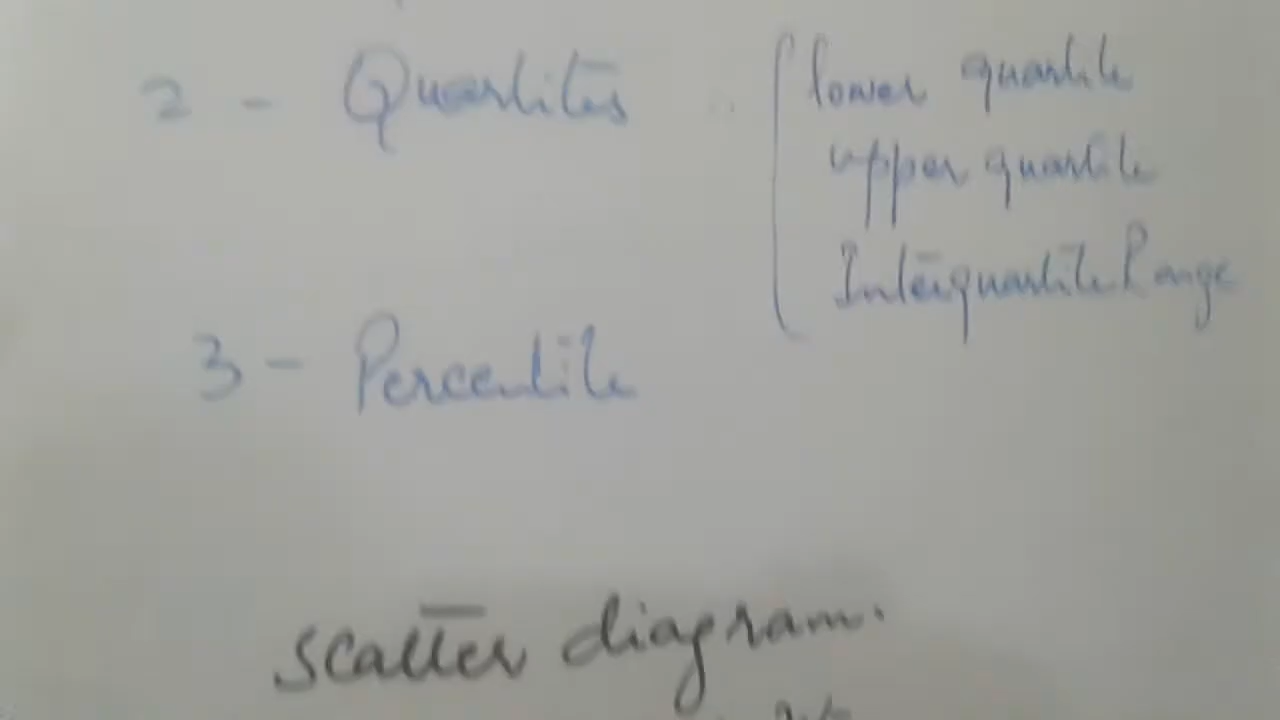 2 - Quartiles
lower quartile
upper quartile
Interquartile Range
3 - Percentile
Scatter diagram.